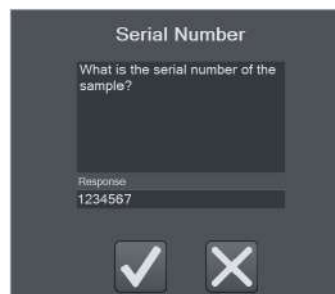 Serial Number
What is the serial number of the
sample?
Response
1234567